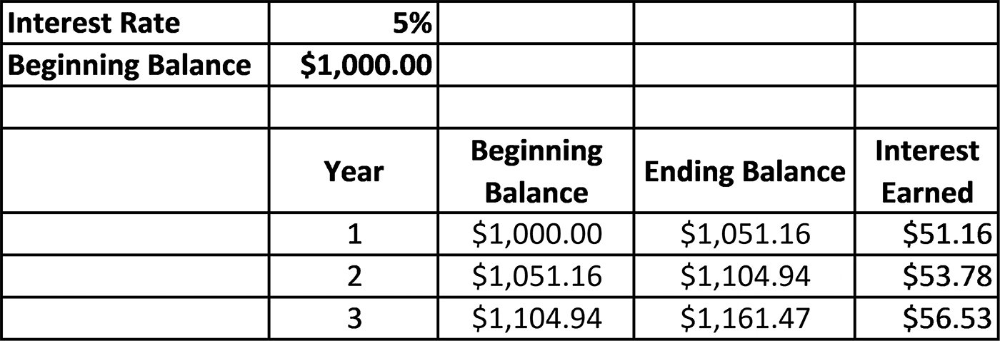 Interest Rate 5%
Beginning Balance $1,000.00
Year Beginning Balance Ending Balance Interest Earned
1 $1,000.00 $1,051.16 $51.16
2 $1,051.16 $1,104.94 $53.78
3 $1,104.94 $1,161.47 $56.53